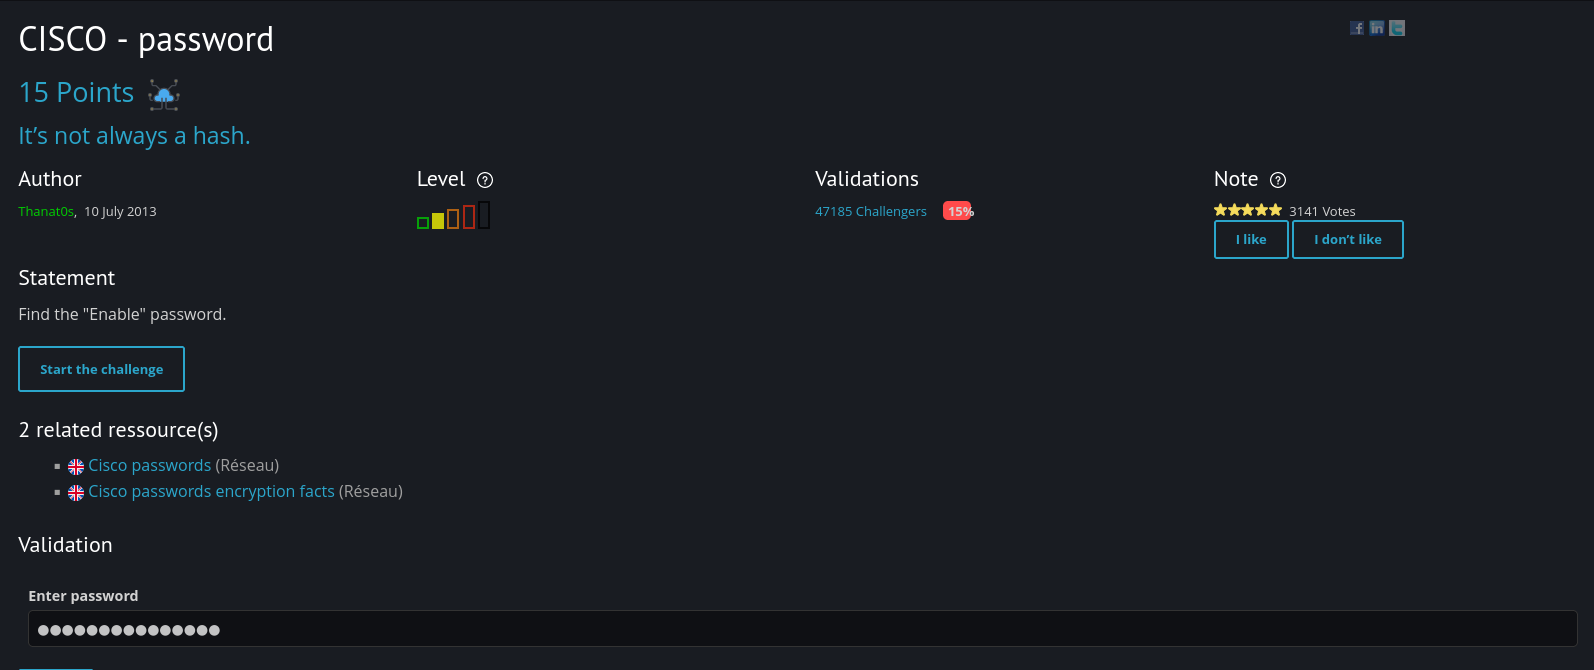 CISCO - password
15 Points
It’s not always a hash.
Author
Thanat0s, 10 July 2013
Level ?
Validations
47185 Challengers 15%
Note ?
3141 Votes
I like I don’t like
Statement
Find the "Enable" password.
Start the challenge
2 related ressource(s)
Cisco passwords (Réseau)
Cisco passwords encryption facts (Réseau)
Validation
Enter password
●●●●●●●●●●●●●●●